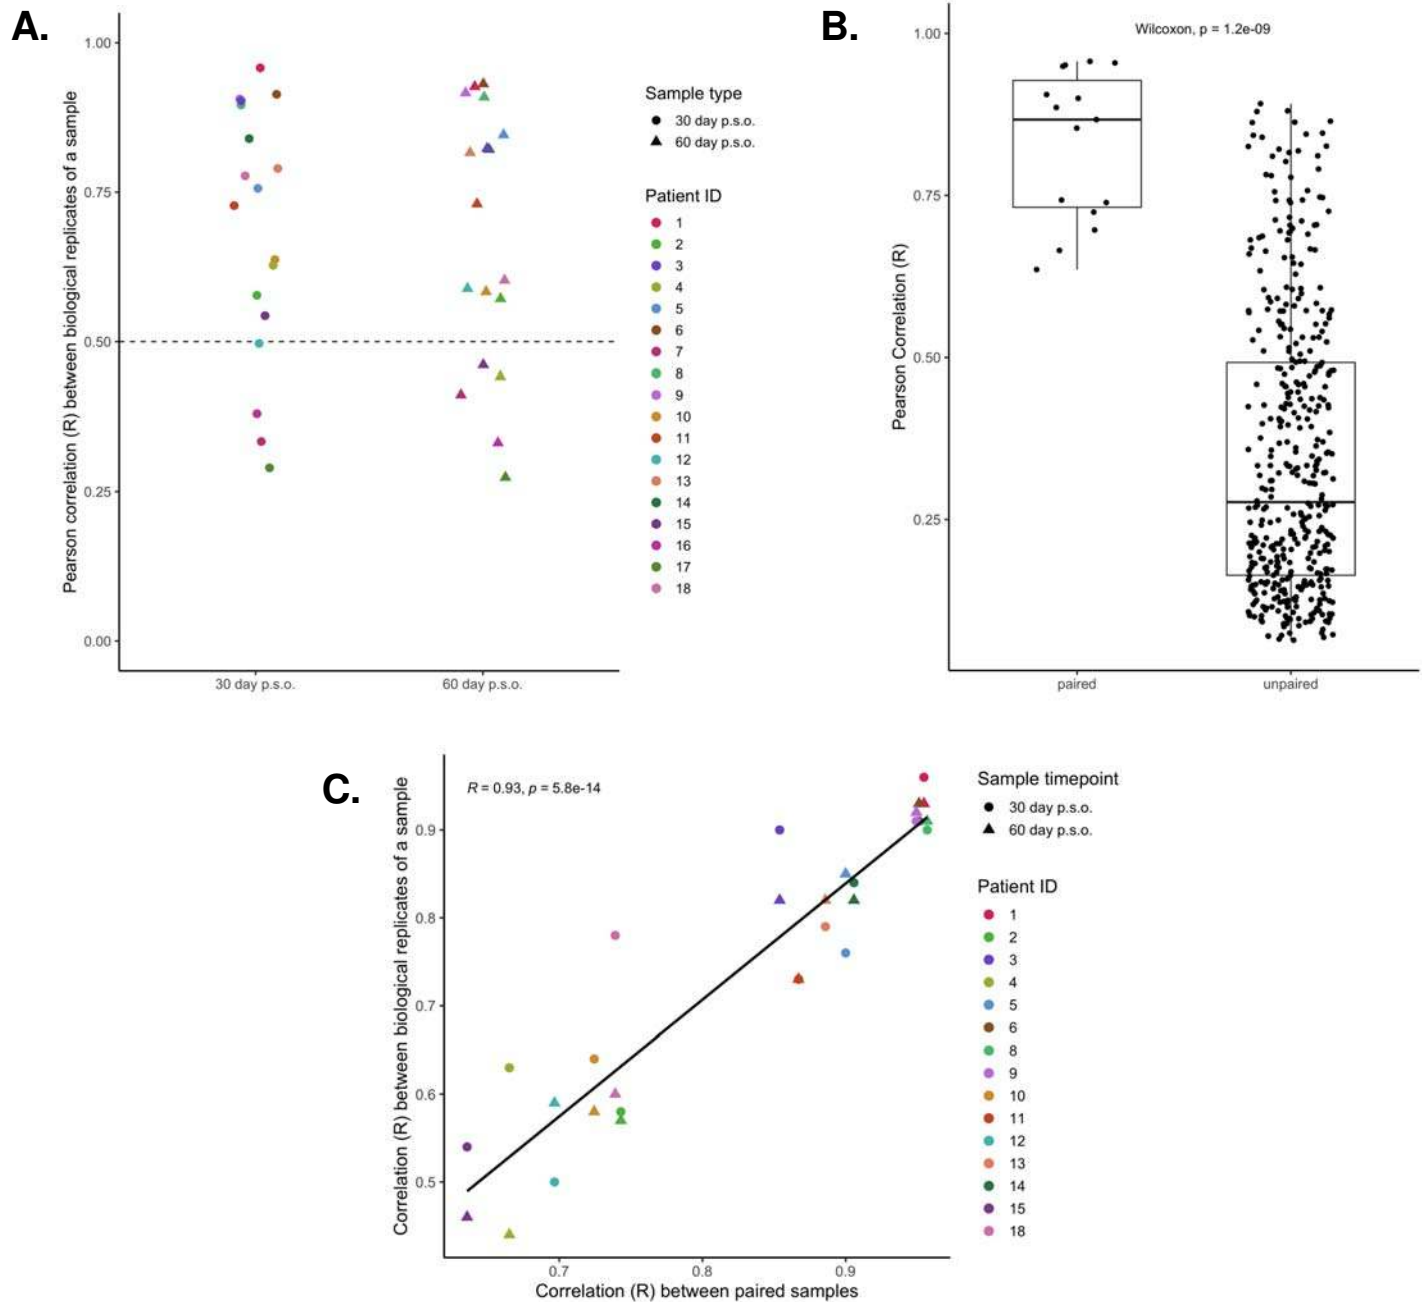 A.
Pearson correlation (R) between biological replicates of a sample
1.00
0.75
0.50
0.25
0.00
30 day p.s.o.
60 day p.s.o.
Sample type
30 day p.s.o.
60 day p.s.o.
Patient ID
1
2
3
4
5
6
7
8
9
10
11
12
13
14
15
16
17
18
B.
Wilcoxon, p = 1.2e-09
Pearson Correlation (R)
1.00
0.75
0.50
0.25
paired
unpaired
C.
R = 0.93, p = 5.8e-14
Correlation (R) between biological replicates of a sample
0.9
0.8
0.7
0.6
0.5
0.7
0.8
0.9
Correlation (R) between paired samples
Sample timepoint
30 day p.s.o.
60 day p.s.o.
Patient ID
1
2
3
4
5
6
8
9
10
11
12
13
14
15
18